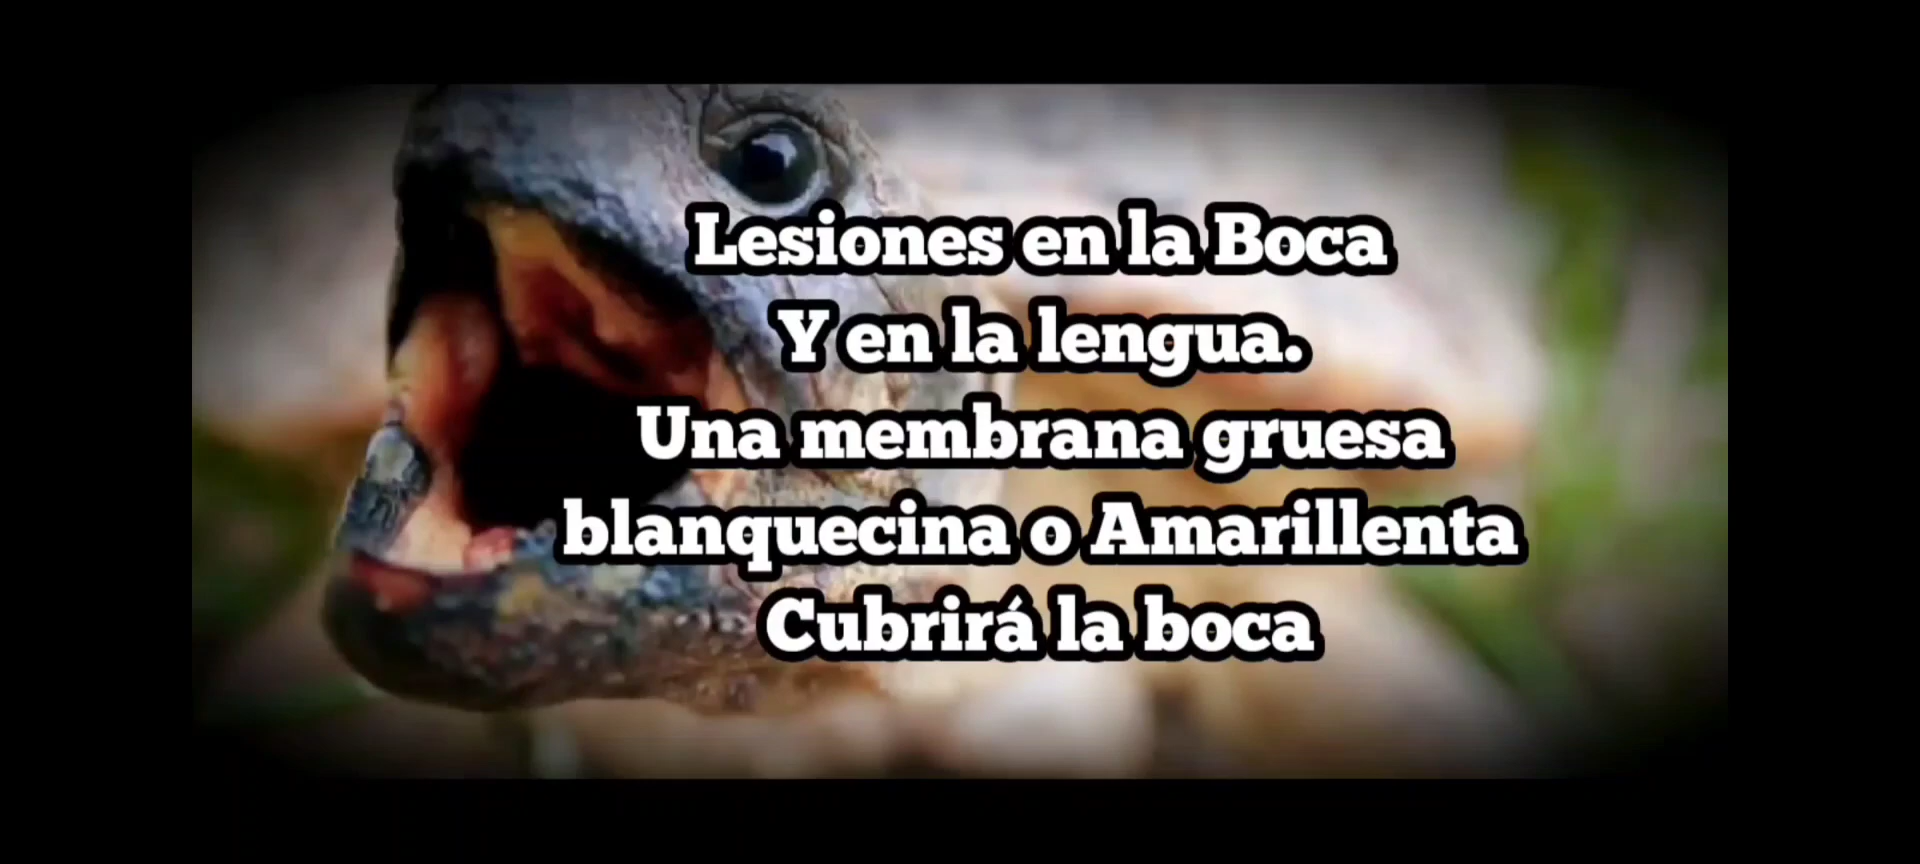 Lesiones en la Boca
Y en la lengua.
Una membrana gruesa
blanquecina o Amarillenta
Cubrirá la boca